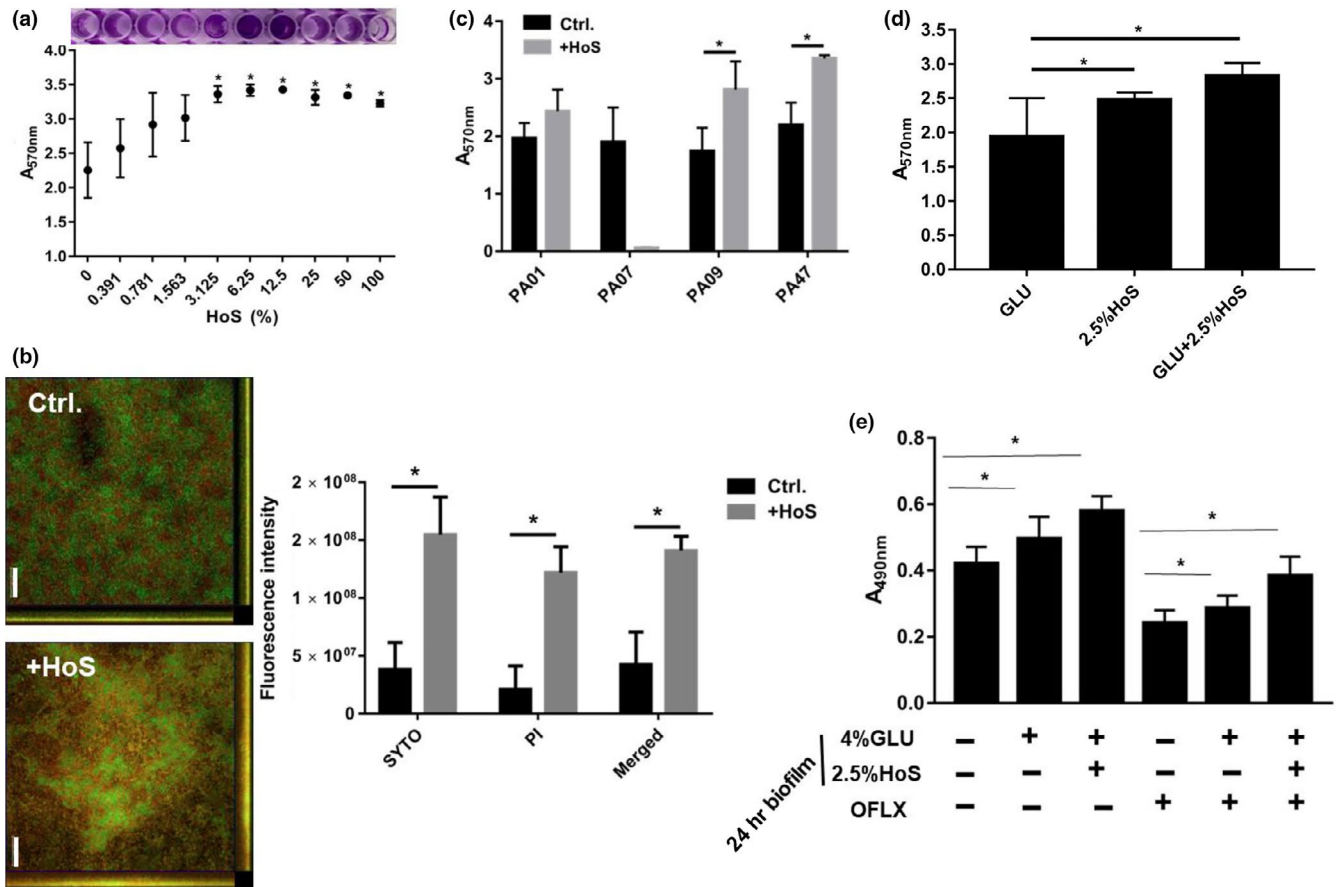 (a)
4.0
3.5
3.0
2.5
2.0
1.5
1.0
A570nm
* * * * * *
0 0.391 0.781 1.563 3.125 6.25 12.5 25 50 100
HoS (%)
(b)
Ctrl.
+HoS
Fluorescence intensity
2 × 10^08
2 × 10^08
1 × 10^08
5 × 10^07
0
* * *
Ctrl.
+HoS
SYTO PI Merged
(c)
4
3
2
1
0
A570nm
Ctrl.
+HoS
* *
PA01 PA07 PA09 PA47
(d)
3.5
3.0
2.5
2.0
1.5
1.0
0.5
0.0
A570nm
*
*
GLU 2.5%HoS GLU+2.5%HoS
(e)
0.8
0.6
0.4
0.2
0.0
A490nm
*
*
*
*
24 hr biofilm
4%GLU − + + − + +
2.5%HoS − − + − − +
OFLX − − − + + +